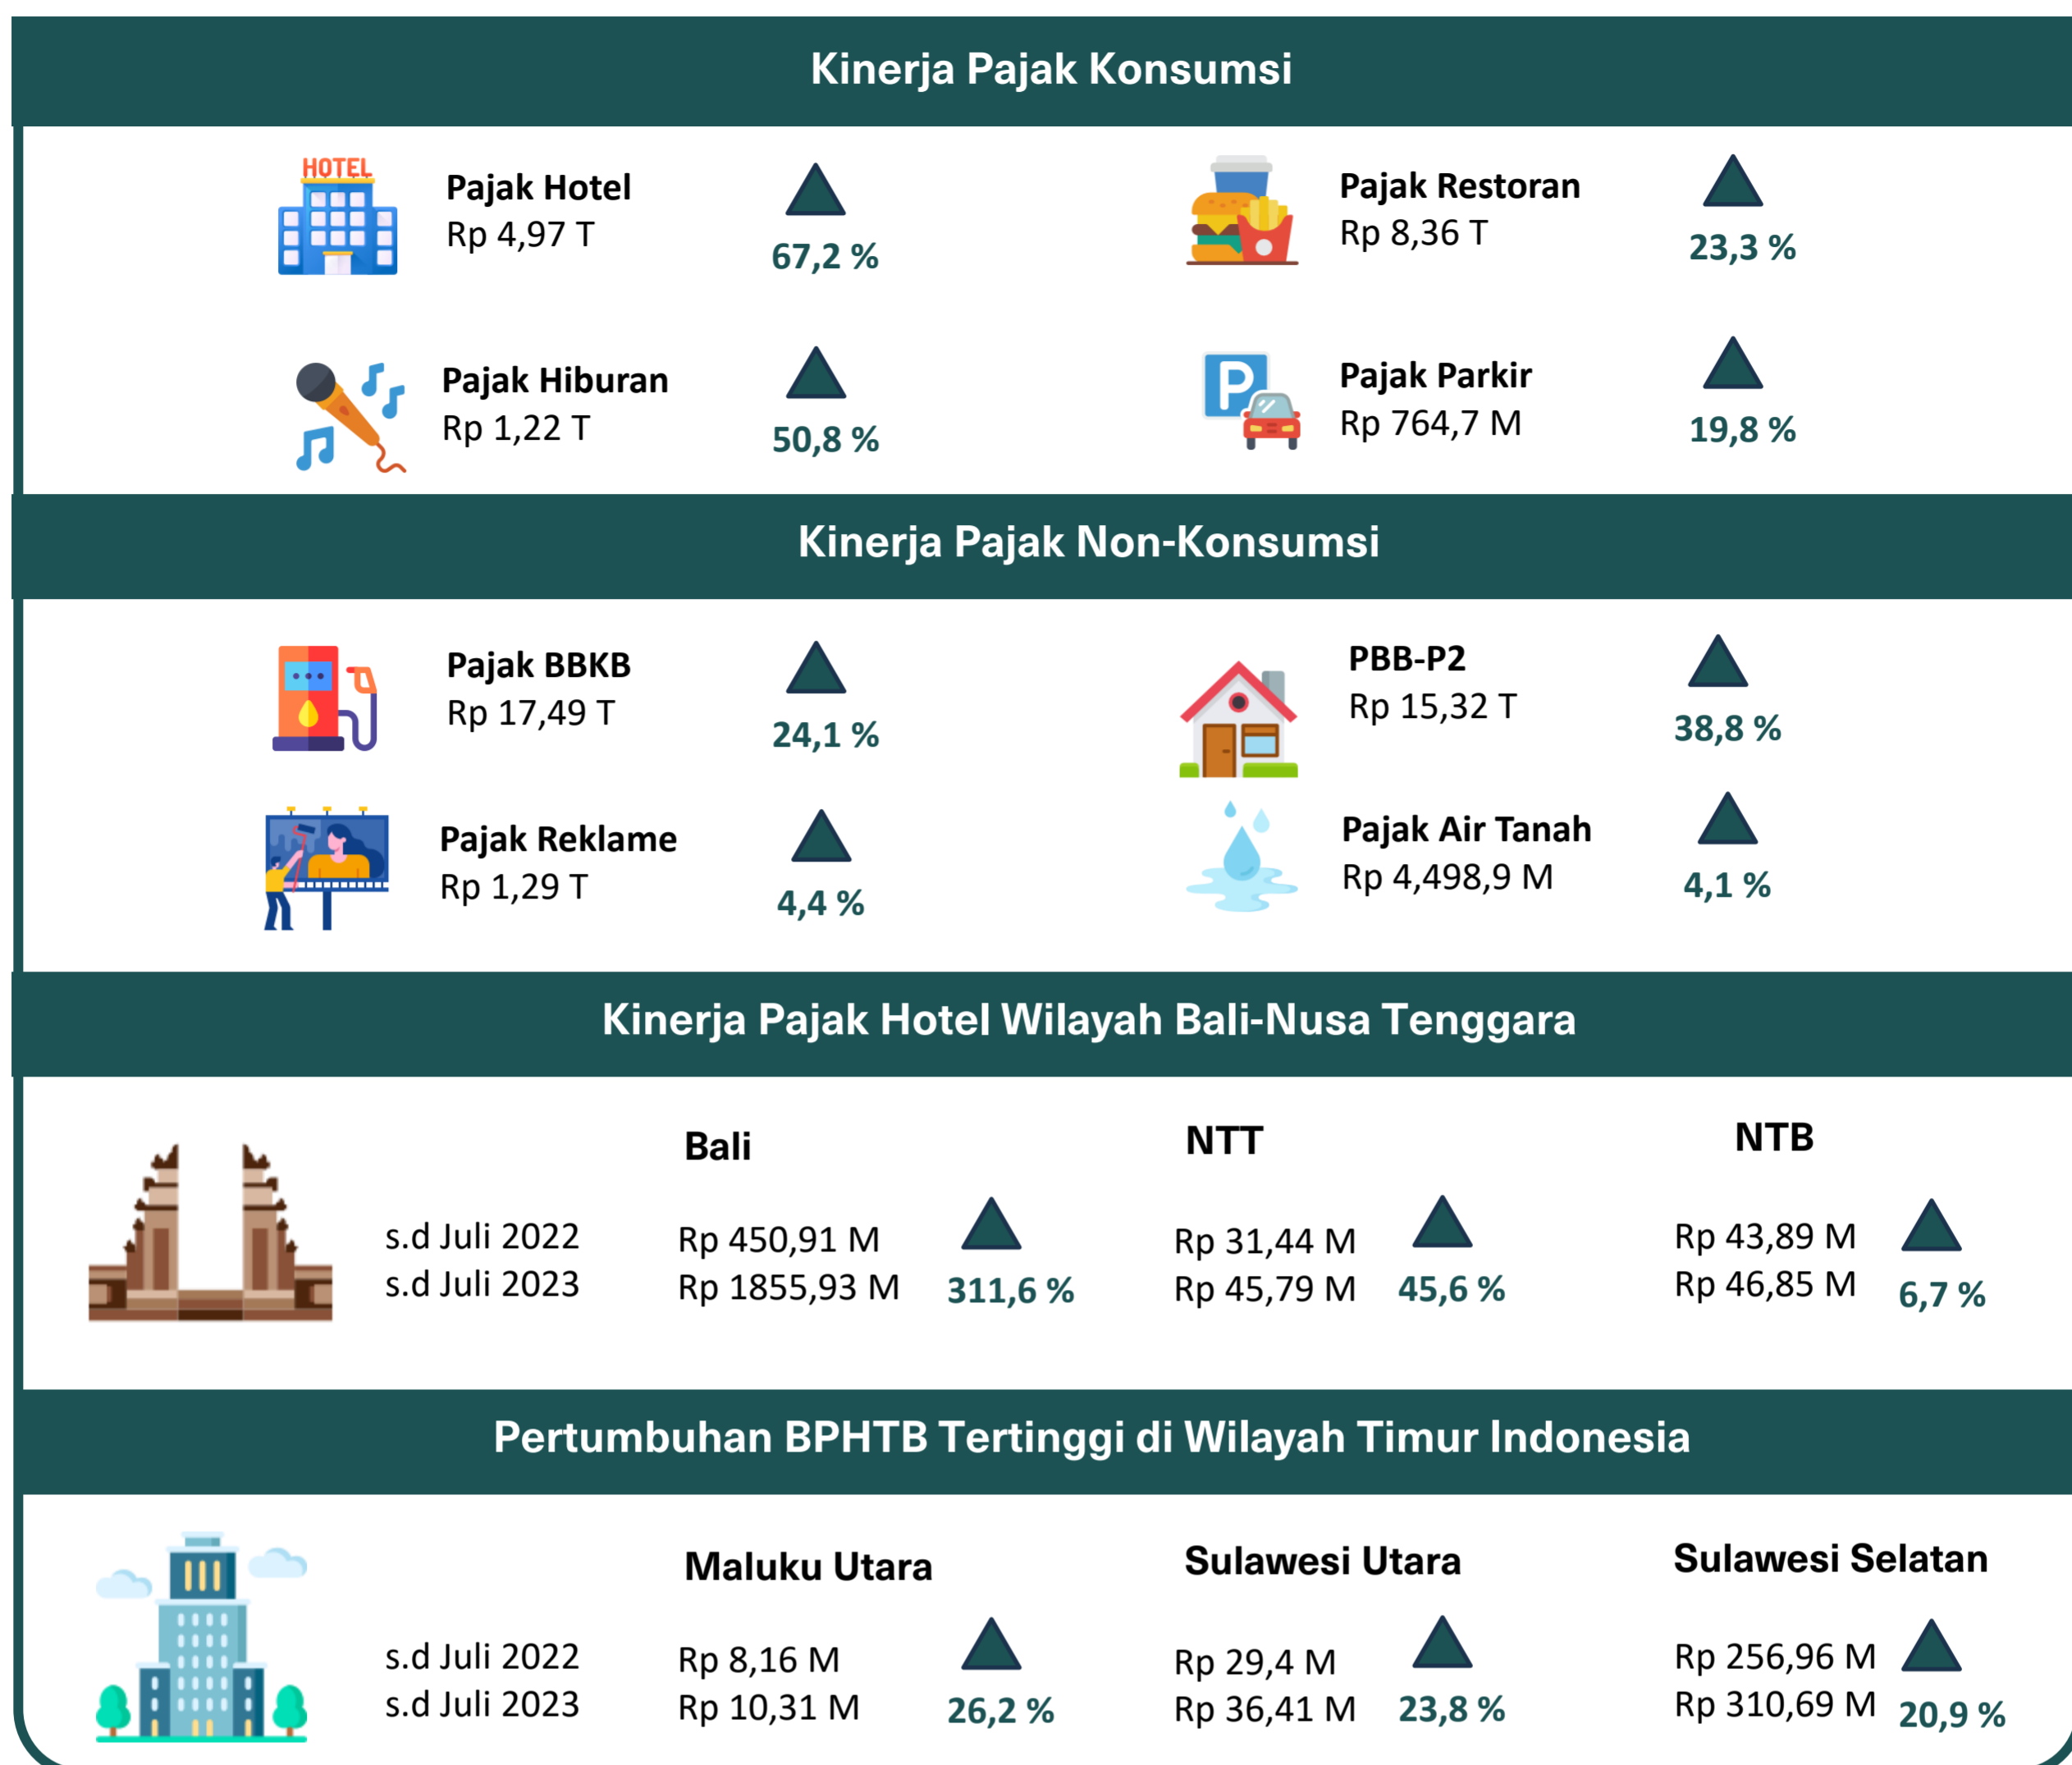 Kinerja Pajak Konsumsi
HOTEL
Pajak Hotel
Rp 4,97 T
67,2 %
Pajak Restoran
Rp 8,36 T
23,3 %
Pajak Hiburan
Rp 1,22 T
50,8 %
P
Pajak Parkir
Rp 764,7 M
19,8 %
Kinerja Pajak Non-Konsumsi
Pajak BBKB
Rp 17,49 T
24,1 %
PBB-P2
Rp 15,32 T
38,8 %
Pajak Reklame
Rp 1,29 T
4,4 %
Pajak Air Tanah
Rp 4,498,9 M
4,1 %
Kinerja Pajak Hotel Wilayah Bali-Nusa Tenggara
Bali
NTT
NTB
s.d Juli 2022
Rp 450,91 M
Rp 31,44 M
Rp 43,89 M
s.d Juli 2023
Rp 1855,93 M
311,6 %
Rp 45,79 M
45,6 %
Rp 46,85 M
6,7 %
Pertumbuhan BPHTB Tertinggi di Wilayah Timur Indonesia
Maluku Utara
Sulawesi Utara
Sulawesi Selatan
s.d Juli 2022
Rp 8,16 M
Rp 29,4 M
Rp 256,96 M
s.d Juli 2023
Rp 10,31 M
26,2 %
Rp 36,41 M
23,8 %
Rp 310,69 M
20,9 %